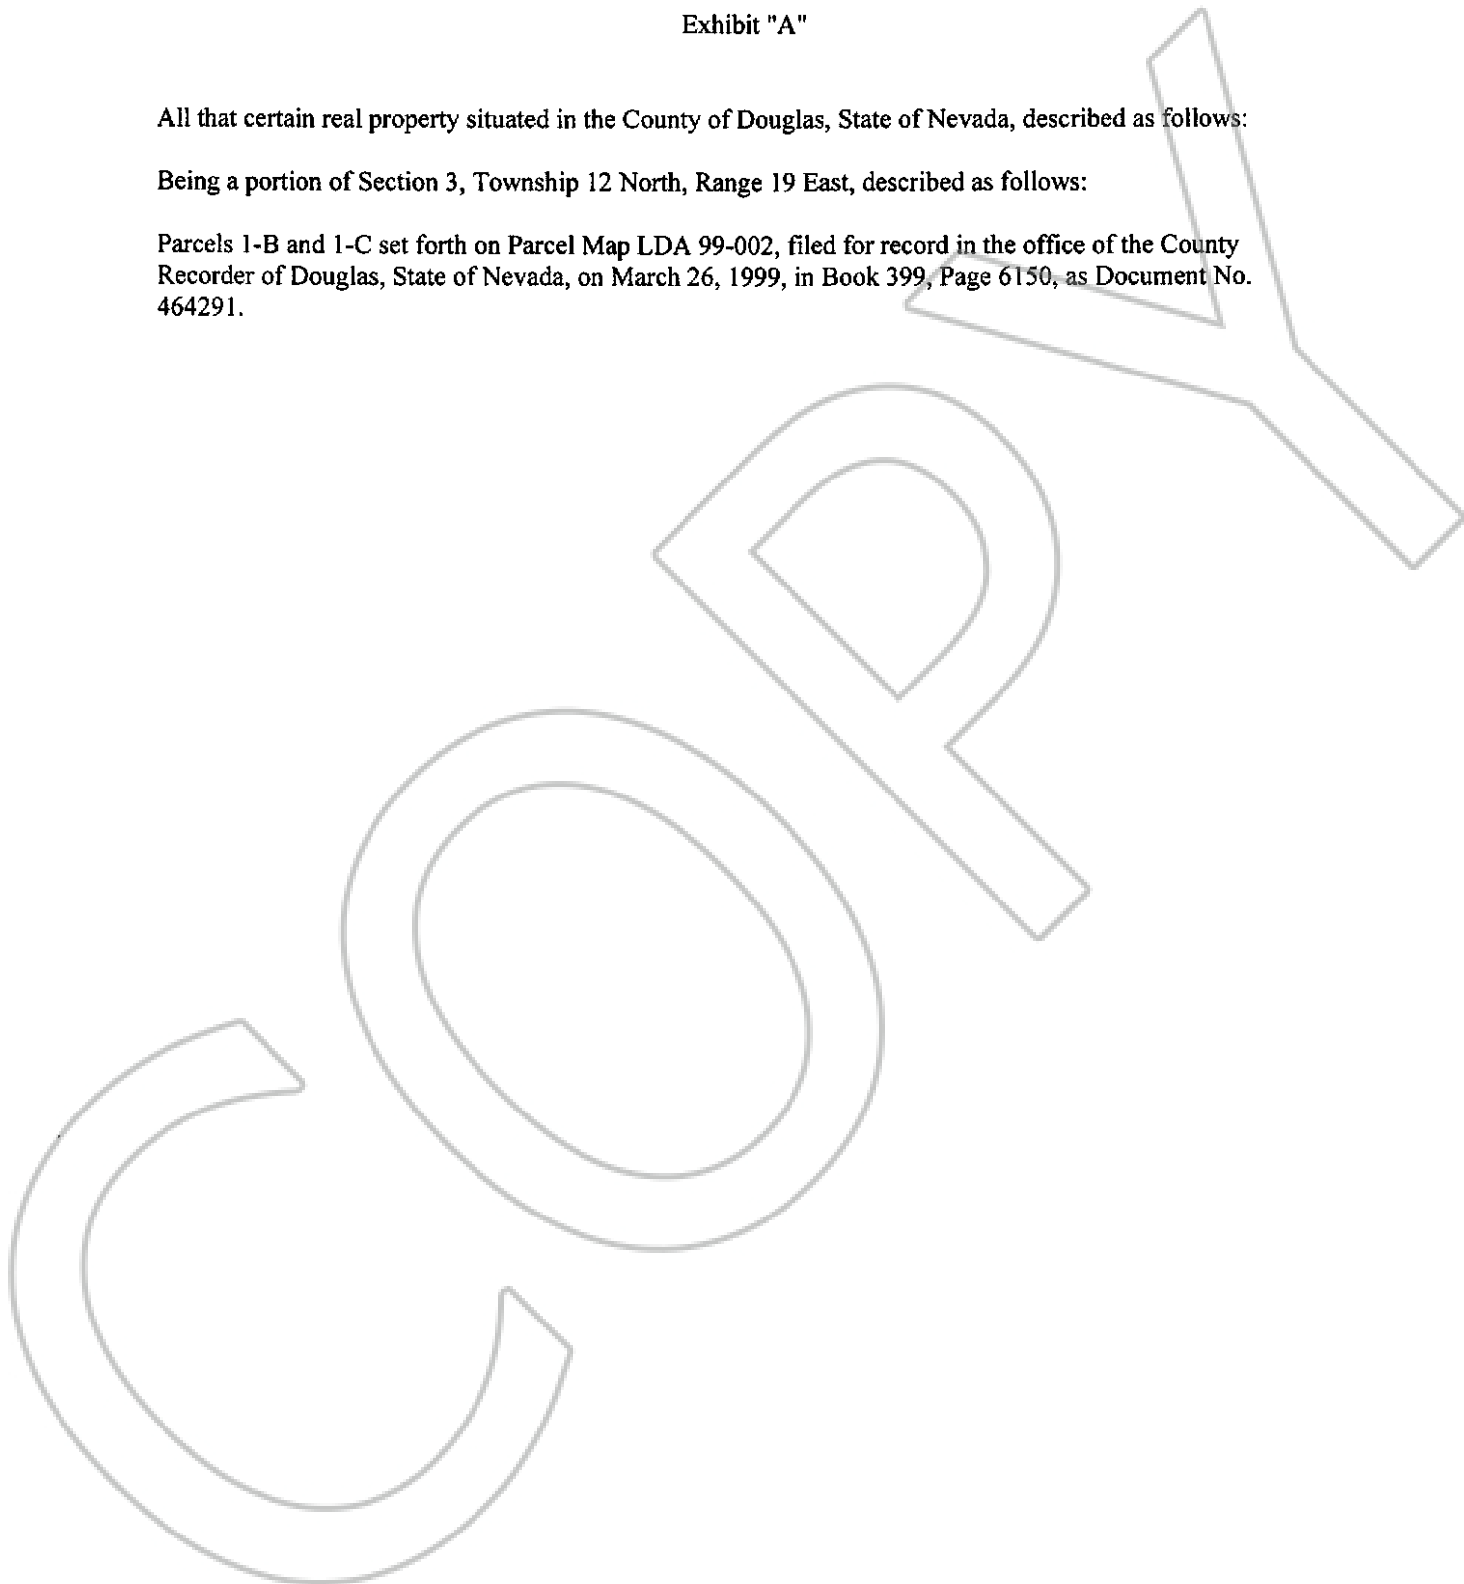 Exhibit "A"
All that certain real property situated in the County of Douglas, State of Nevada, described as follows:
Being a portion of Section 3, Township 12 North, Range 19 East, described as follows:
Parcels 1-B and 1-C set forth on Parcel Map LDA 99-002, filed for record in the office of the County
Recorder of Douglas, State of Nevada, on March 26, 1999, in Book 399, Page 6150, as Document No.
464291.
COPY